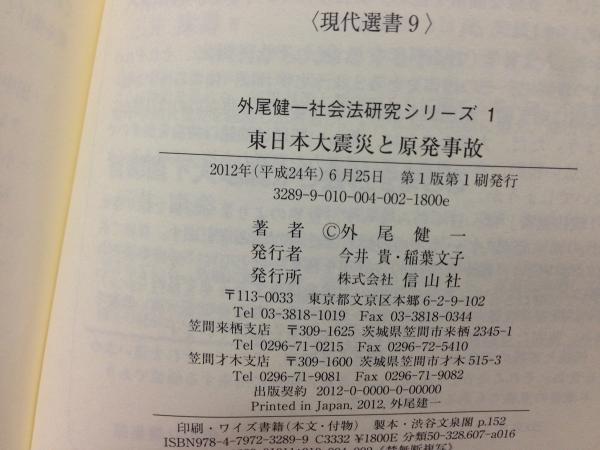 〈現代選書9〉
外尾健一社会法研究シリーズ 1
東日本大震災と原発事故
2012年(平成24年) 6月25日 第1版第1刷発行
3289-9-010-004-002-1800e
著者 ©外尾健一
発行者 今井 貴・稲葉文子
発行所 株式会社 信山社
〒113-0033 東京都文京区本郷 6-2-9-102
Tel 03-3818-1019 Fax 03-3818-0344
笠間来栖支店 〒309-1625 茨城県笠間市来栖 2345-1
Tel 0296-71-0215 Fax 0296-72-5410
笠間才木支店 〒309-1600 茨城県笠間市才木 515-3
Tel 0296-71-9081 Fax 0296-71-9082
出版契約 2012-0-0000-0-00000
Printed in Japan, 2012, 外尾健一
印刷・ワイズ書籍(本文・付物) 製本・渋谷文泉閣 p.152
ISBN978-4-7972-3289-9 C3332 ¥1800E 分類50-328.607-a016